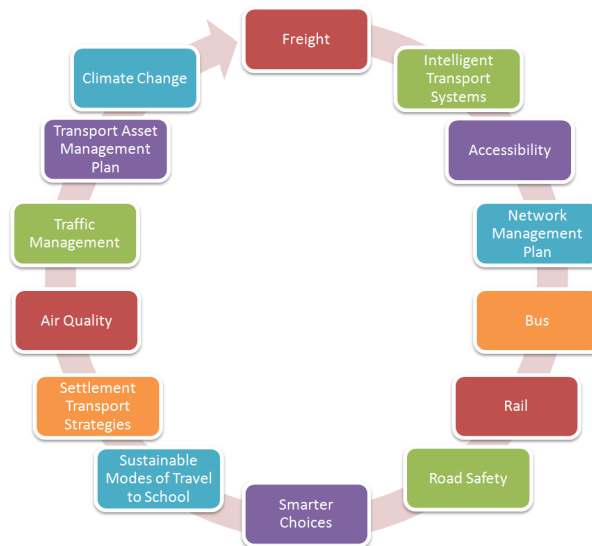 Freight
Intelligent
Transport
Systems
Accessibility
Network
Management
Plan
Bus
Rail
Road Safety
Smarter
Choices
Sustainable
Modes of Travel
to School
Settlement
Transport
Strategies
Air Quality
Traffic
Management
Transport Asset
Management
Plan
Climate Change